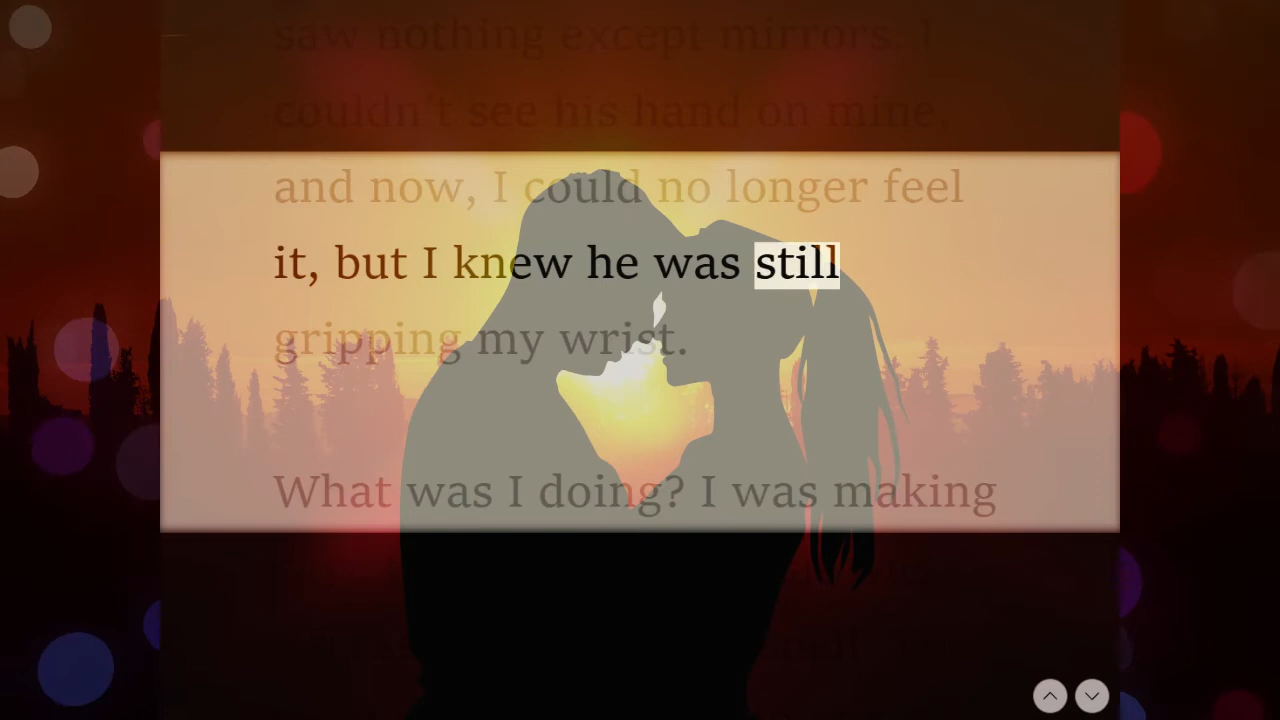 saw nothing except mirrors. I
couldn't see his hand on mine,
and now, I could no longer feel
it, but I knew he was still
gripping my wrist.
What was I doing? I was making